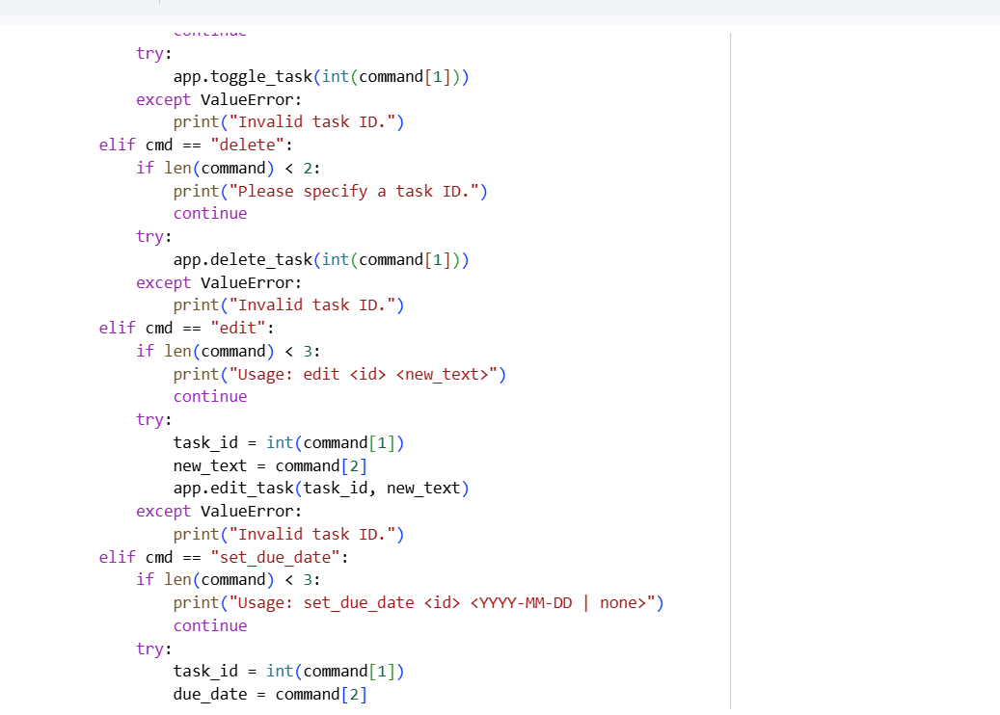 continue
try:
app.toggle_task(int(command[1]))
except ValueError:
print("Invalid task ID.")
elif cmd == "delete":
if len(command) < 2:
print("Please specify a task ID.")
continue
try:
app.delete_task(int(command[1]))
except ValueError:
print("Invalid task ID.")
elif cmd == "edit":
if len(command) < 3:
print("Usage: edit <id> <new_text>")
continue
try:
task_id = int(command[1])
new_text = command[2]
app.edit_task(task_id, new_text)
except ValueError:
print("Invalid task ID.")
elif cmd == "set_due_date":
if len(command) < 3:
print("Usage: set_due_date <id> <YYYY-MM-DD | none>")
continue
try:
task_id = int(command[1])
due_date = command[2]